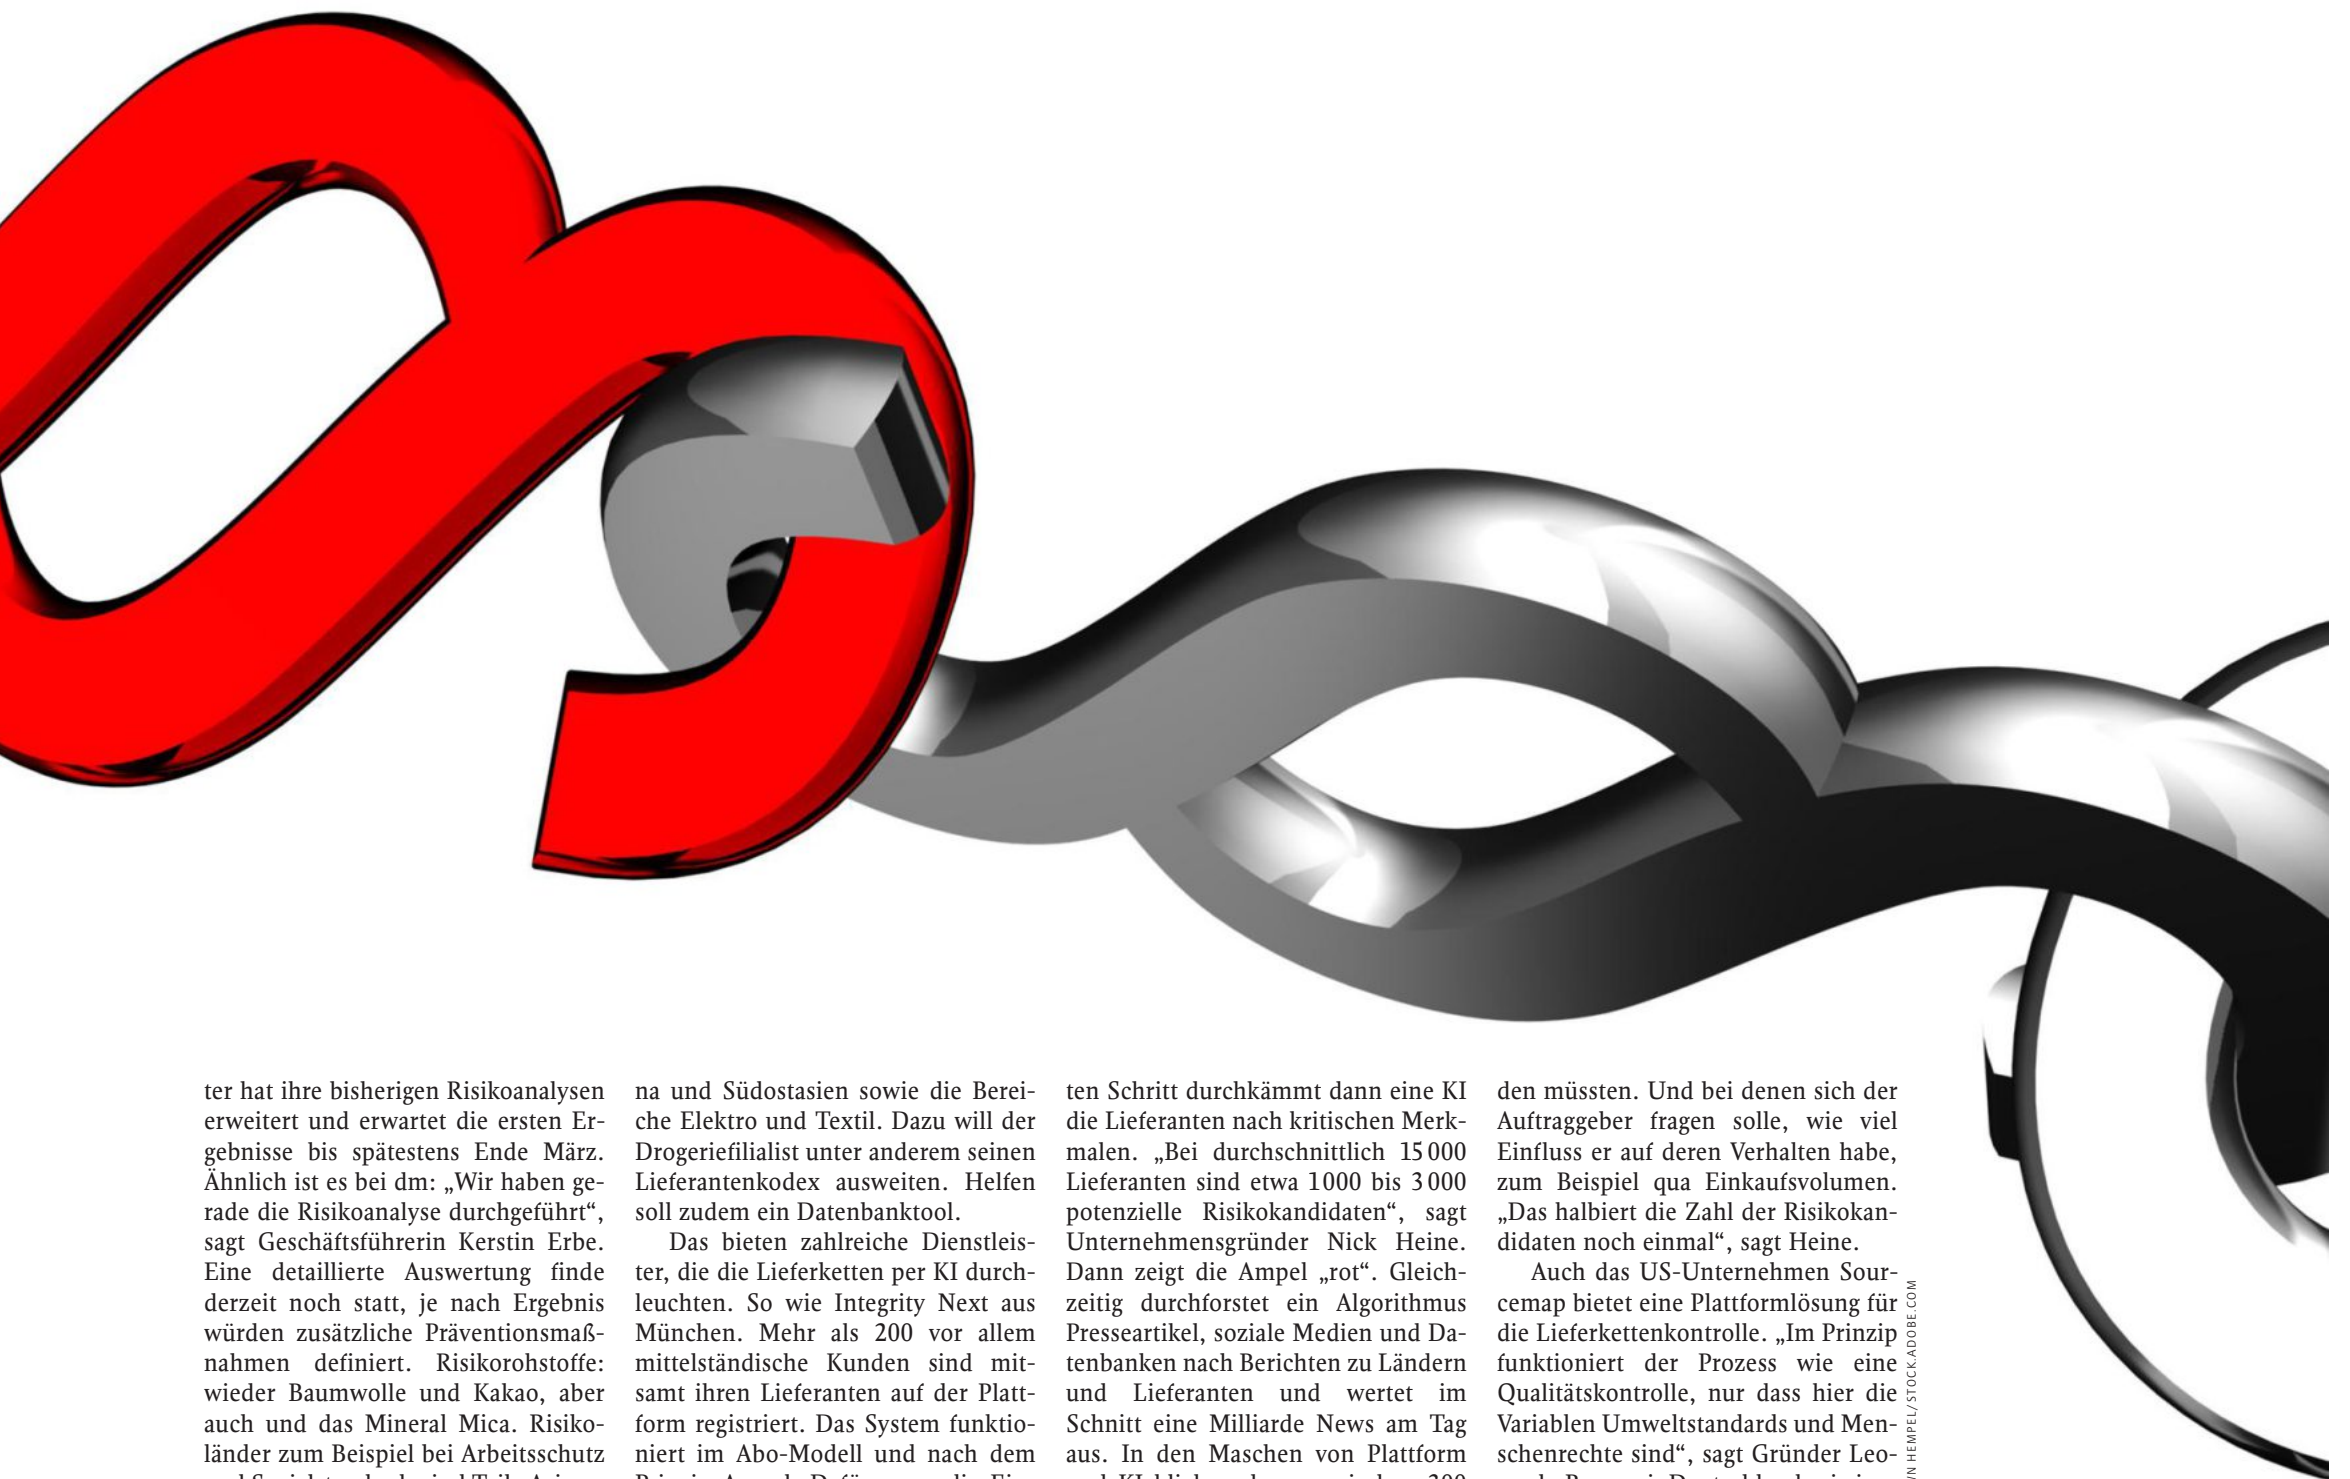 ter hat ihre bisherigen Risikoanalysen
erweitert und erwartet die ersten Er-
gebnisse bis spätestens Ende März.
Ähnlich ist es bei dm: „Wir haben ge-
rade die Risikoanalyse durchgeführt“,
sagt Geschäftsführerin Kerstin Erbe.
Eine detaillierte Auswertung finde
derzeit noch statt, je nach Ergebnis
würden zusätzliche Präventionsmaß-
nahmen definiert. Risikorohstoffe:
wieder Baumwolle und Kakao, aber
auch und das Mineral Mica. Risiko-
länder zum Beispiel bei Arbeitsschutz
na und Südostasien sowie die Berei-
che Elektro und Textil. Dazu will der
Drogeriefilialist unter anderem seinen
Lieferantenkodex ausweiten. Helfen
soll zudem ein Datenbanktool.
Das bieten zahlreiche Dienstleis-
ter, die die Lieferketten per KI durch-
leuchten. So wie Integrity Next aus
München. Mehr als 200 vor allem
mittelständische Kunden sind mit-
samt ihren Lieferanten auf der Platt-
form registriert. Das System funktio-
niert im Abo-Modell und nach dem
ten Schritt durchkämmt dann eine KI
die Lieferanten nach kritischen Merk-
malen. „Bei durchschnittlich 15 000
Lieferanten sind etwa 1000 bis 3 000
potenzielle Risikokandidaten“, sagt
Unternehmensgründer Nick Heine.
Dann zeigt die Ampel „rot“. Gleich-
zeitig durchforstet ein Algorithmus
Presseartikel, soziale Medien und Da-
tenbanken nach Berichten zu Ländern
und Lieferanten und wertet im
Schnitt eine Milliarde News am Tag
aus. In den Maschen von Plattform
den müssten. Und bei denen sich der
Auftraggeber fragen solle, wie viel
Einfluss er auf deren Verhalten habe,
zum Beispiel qua Einkaufsvolumen.
„Das halbiert die Zahl der Risikokan-
didaten noch einmal“, sagt Heine.
Auch das US-Unternehmen Sour-
cemap bietet eine Plattformlösung für
die Lieferkettenkontrolle. „Im Prinzip
funktioniert der Prozess wie eine
Qualitätskontrolle, nur dass hier die
Variablen Umweltstandards und Men-
schenrechte sind“, sagt Gründer Leo-
HEMPEL/STOCK.ADOBE.COM